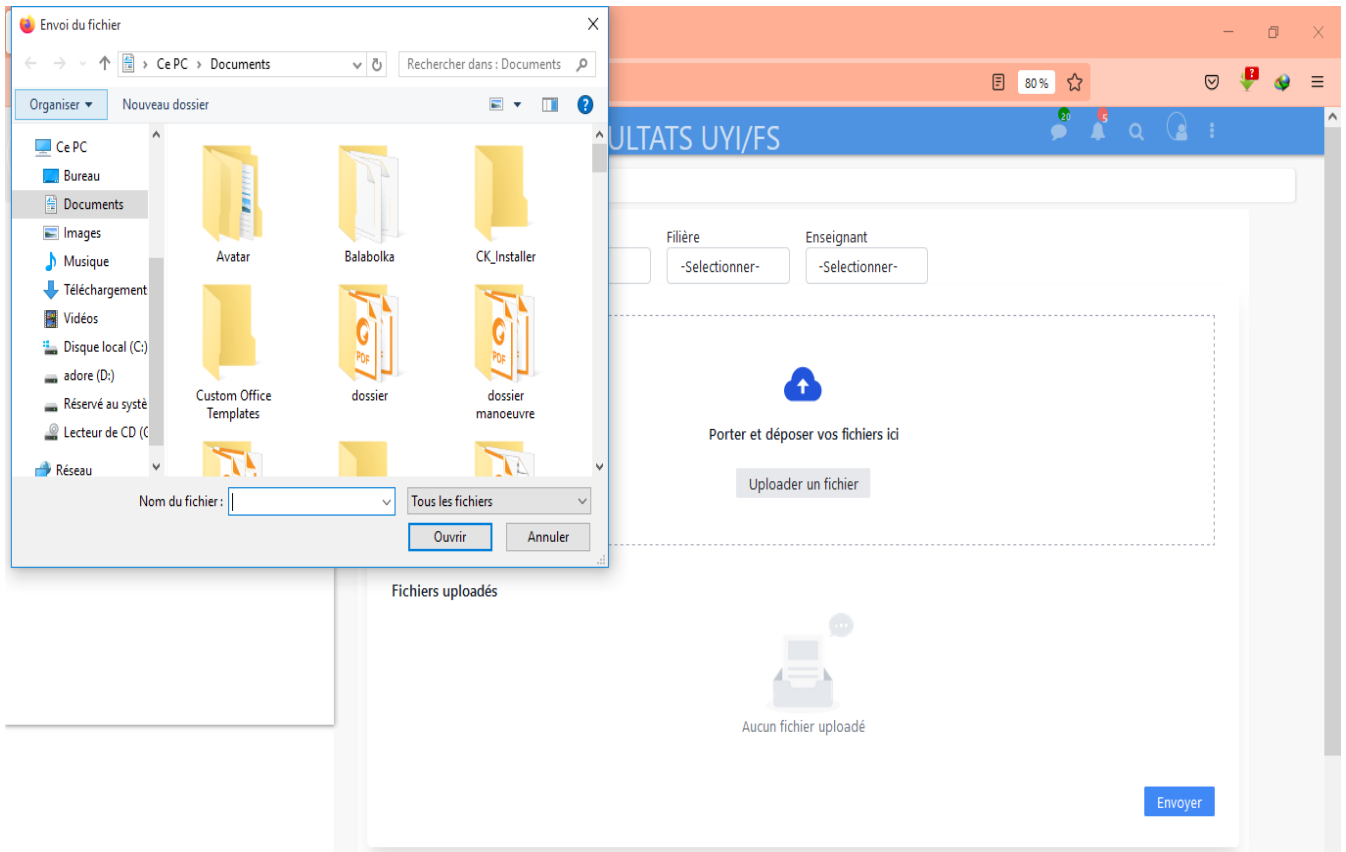 Envoi du fichier
Ce PC > Documents
Rechercher dans : Documents
Organiser
Nouveau dossier
?
Ce PC
Bureau
Documents
Images
Musique
Téléchargement
Vidéos
Disque local (C:)
adore (D:)
Réservé au systè
Lecteur de CD (G
Réseau
Avatar
Balabolka
CK_Installer
Custom Office
Templates
PDF
dossier
PDF
dossier
manoeuvre
Nom du fichier :
Tous les fichiers
Ouvrir
Annuler
80 %
?
ULTATS UYI/FS
20
5
Filière
Enseignant
-Selectionner-
-Selectionner-
Porter et déposer vos fichiers ici
Uploader un fichier
Fichiers uploadés
Aucun fichier uploadé
Envoyer